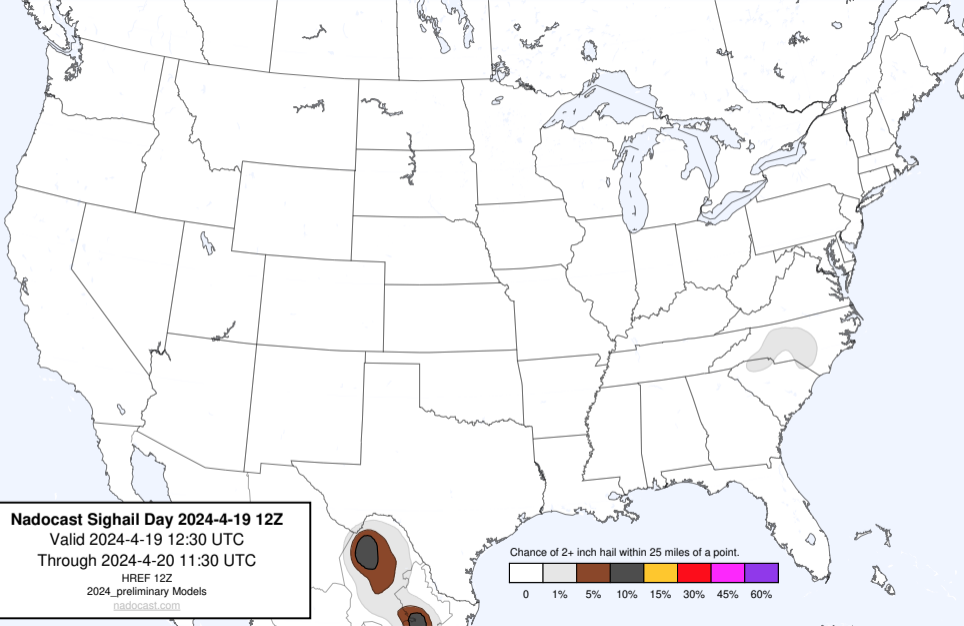 Nadocast Sighail Day 2024-4-19 12Z
Valid 2024-4-19 12:30 UTC
Through 2024-4-20 11:30 UTC
HREF 12Z
2024_preliminary Models
nadocast.com
Chance of 2+ inch hail within 25 miles of a point.
0 1% 5% 10% 15% 30% 45% 60%